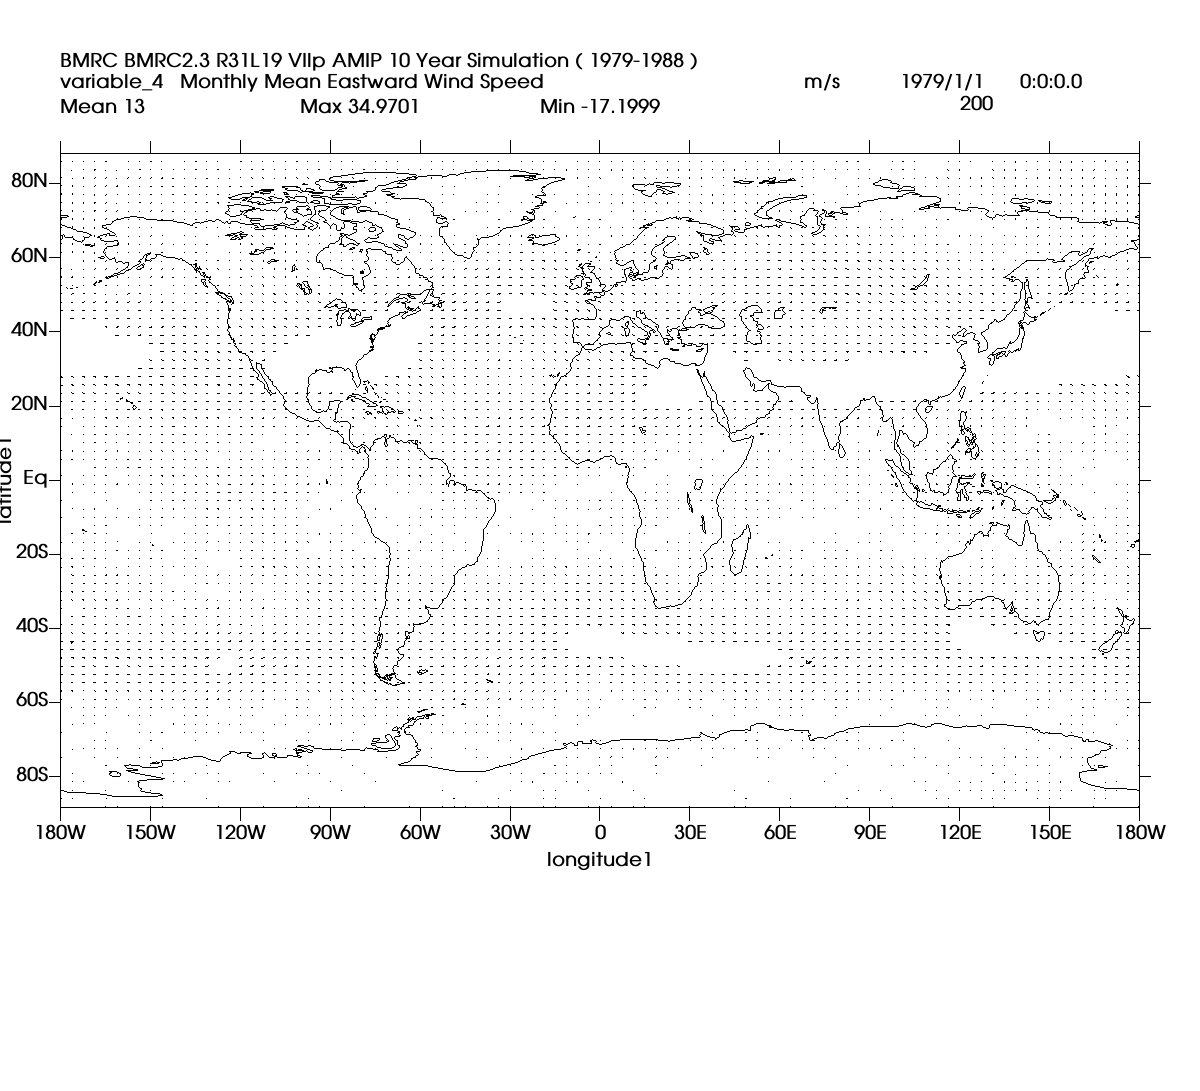 BMRC BMRC2.3 R31L19 VIIp AMIP 10 Year Simulation ( 1979-1988 )
variable_4 Monthly Mean Eastward Wind Speed m/s 1979/1/1 0:0:0.0
Mean 13 Max 34.9701 Min -17.1999 200
80N
60N
40N
20N
Eq
20S
40S
60S
80S
latitude1
180W 150W 120W 90W 60W 30W 0 30E 60E 90E 120E 150E 180W
longitude1